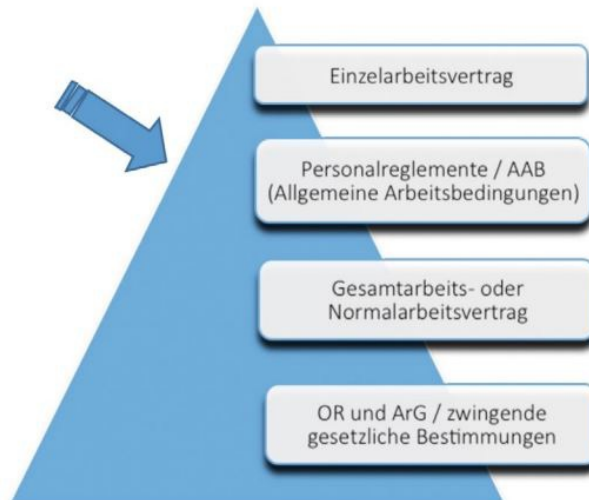 Einzelarbeitsvertrag
Personalreglemente / AAB
(Allgemeine Arbeitsbedingungen)
Gesamtarbeits- oder
Normalarbeitsvertrag
OR und ArG / zwingende
gesetzliche Bestimmungen